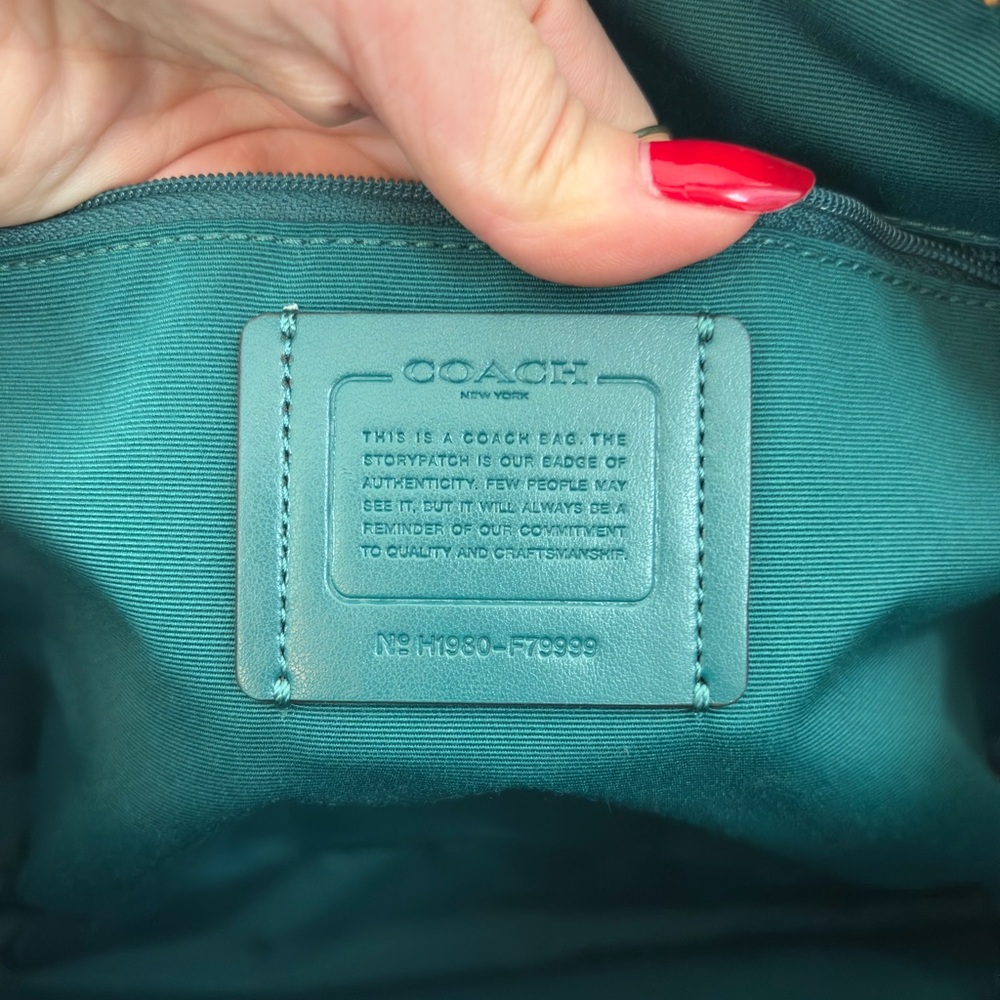 COACH
NEW YORK
THIS IS A COACH BAG. THE
STORYPATCH IS OUR BADGE OF
AUTHENTICITY. FEW PEOPLE MAY
SEE IT, BUT IT WILL ALWAYS BE A
REMINDER OF OUR COMMITMENT
TO QUALITY AND CRAFTSMANSHIP.
Nº H1980-F79999